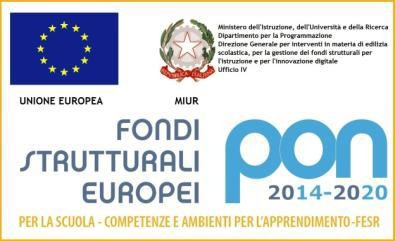 Ministero dell'Istruzione, dell'Università e della Ricerca
Dipartimento per la Programmazione
Direzione Generale per interventi in materia di edilizia
scolastica, per la gestione dei fondi strutturali per
l'istruzione e per l'innovazione digitale
Ufficio IV
UNIONE EUROPEA
MIUR
FONDI
STRUTTURALI
EUROPEI
pon
2014-2020
PER LA SCUOLA - COMPETENZE E AMBIENTI PER L'APPRENDIMENTO-FESR